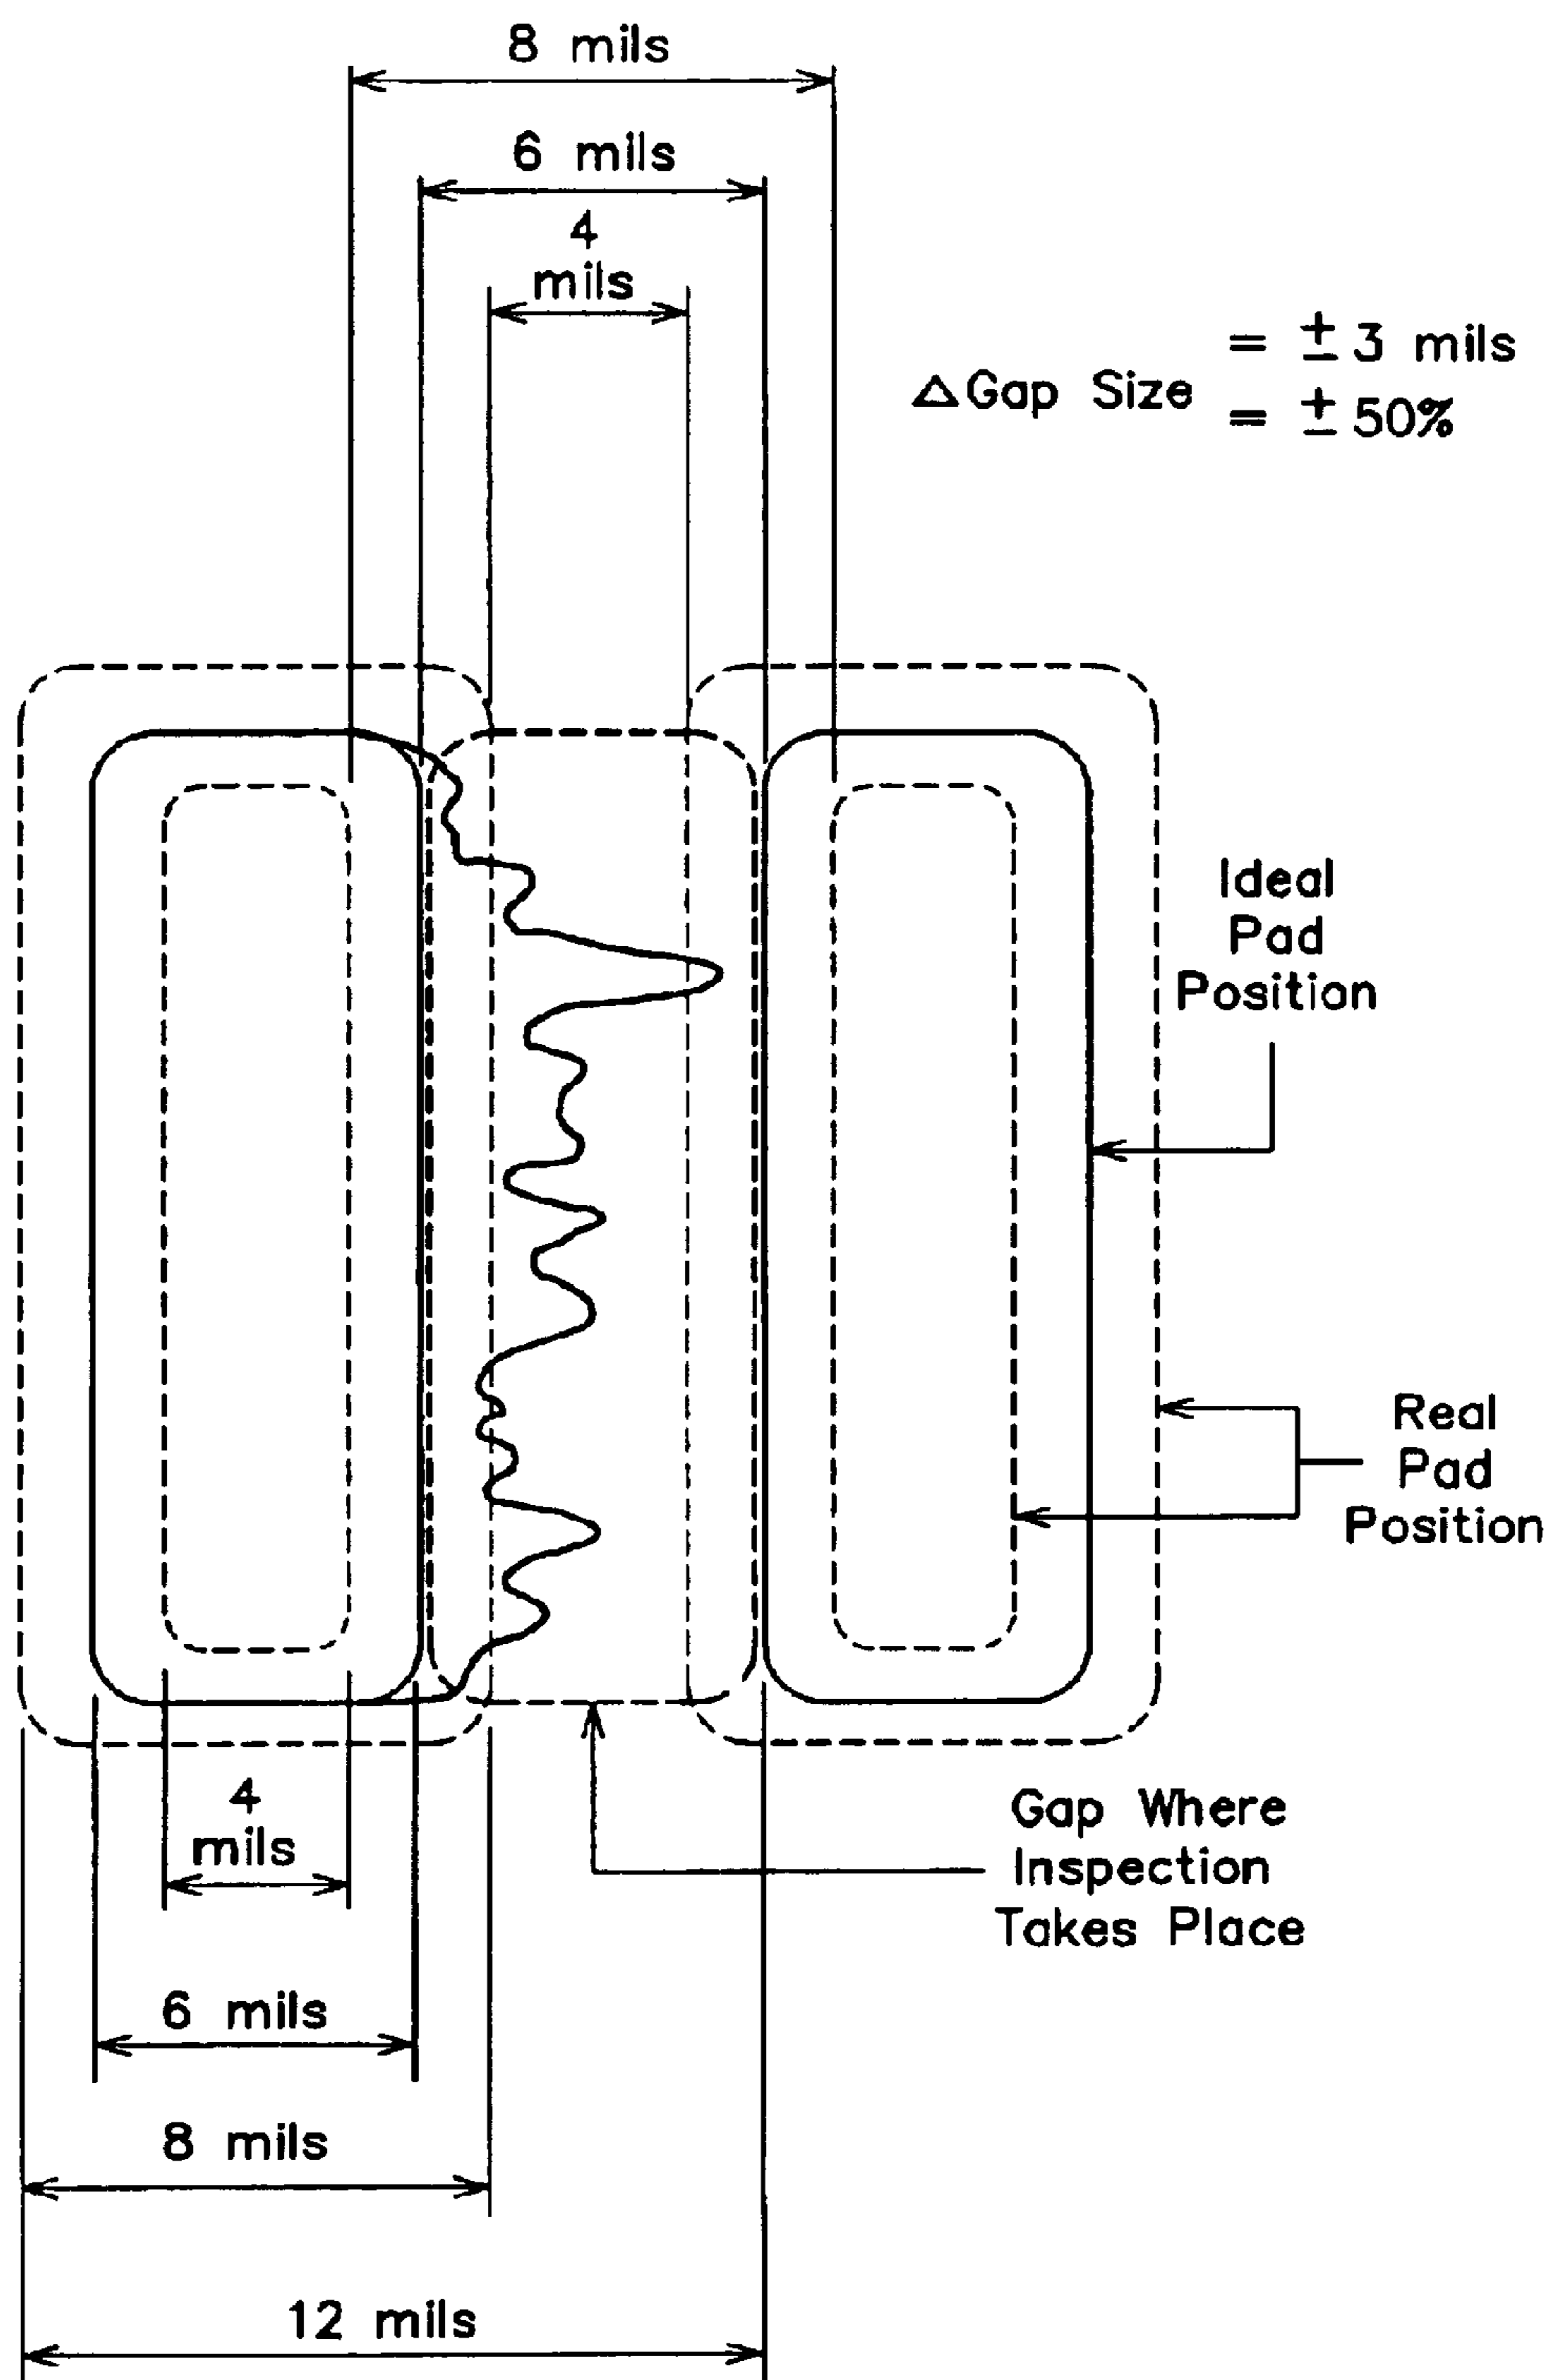 8 mils
6 mils
4
mils
= ± 3 mils
△Gap Size
= ± 50%
Ideal
Pad
Position
Real
Pad
Position
4
mils
Gap Where
Inspection
Takes Place
6 mils
8 mils
12 mils